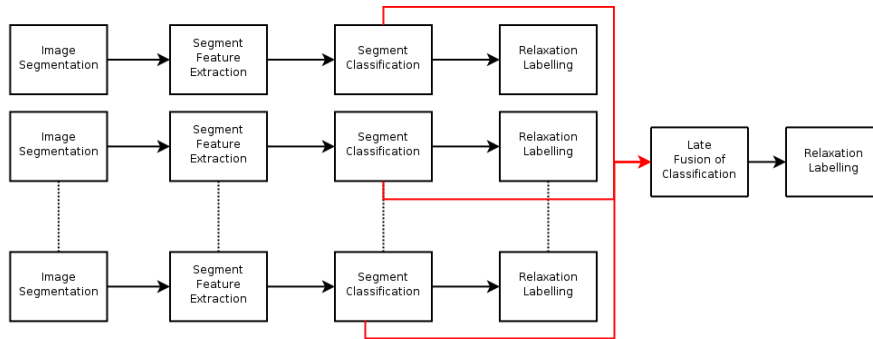 Image
Segmentation
Segment
Feature
Extraction
Segment
Classification
Relaxation
Labelling
Image
Segmentation
Segment
Feature
Extraction
Segment
Classification
Relaxation
Labelling
Late
Fusion of
Classification
Relaxation
Labelling
Image
Segmentation
Segment
Feature
Extraction
Segment
Classification
Relaxation
Labelling